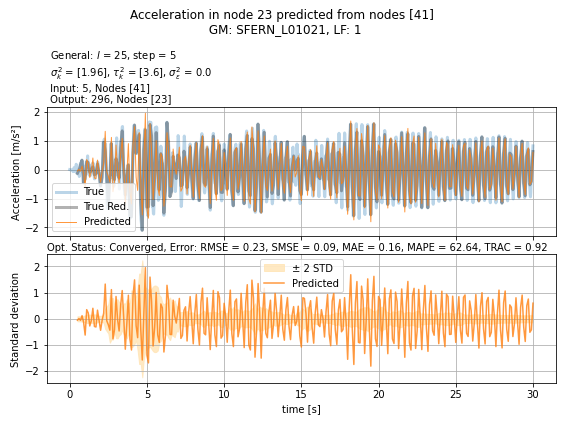 Acceleration in node 23 predicted from nodes [41]
GM: SFERN_L01021, LF: 1
General: l = 25, step = 5
σ²ₖ = [1.96], τ²ₖ = [3.6], σ²ε = 0.0
Input: 5, Nodes [41]
Output: 296, Nodes [23]
2
1
0
−1
−2
Acceleration [m/s²]
True
True Red.
Predicted
Opt. Status: Converged, Error: RMSE = 0.23, SMSE = 0.09, MAE = 0.16, MAPE = 62.64, TRAC = 0.92
2
1
0
−1
−2
Standard deviation
± 2 STD
Predicted
0 5 10 15 20 25 30
time [s]